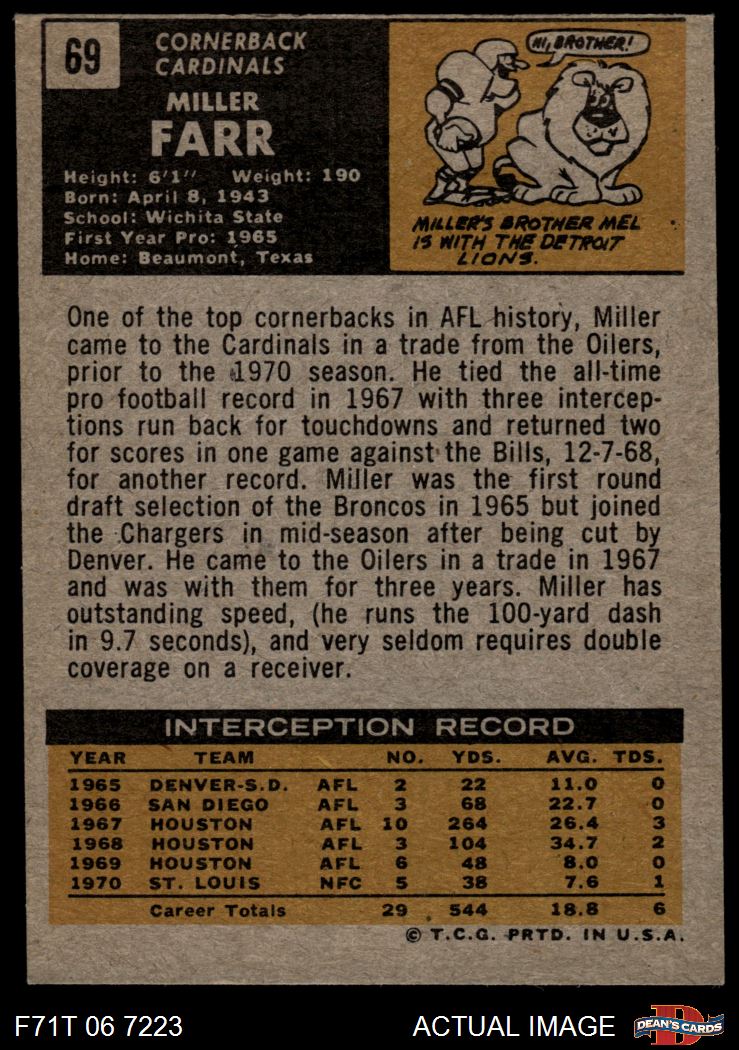 69
CORNERBACK
CARDINALS
MILLER
FARR
Height: 6'1" Weight: 190
Born: April 8, 1943
School: Wichita State
First Year Pro: 1965
Home: Beaumont, Texas
HI, BROTHER!
MILLER'S BROTHER MEL
IS WITH THE DETROIT
LIONS.
One of the top cornerbacks in AFL history, Miller
came to the Cardinals in a trade from the Oilers,
prior to the 1970 season. He tied the all-time
pro football record in 1967 with three intercep-
tions run back for touchdowns and returned two
for scores in one game against the Bills, 12-7-68,
for another record. Miller was the first round
draft selection of the Broncos in 1965 but joined
the Chargers in mid-season after being cut by
Denver. He came to the Oilers in a trade in 1967
and was with them for three years. Miller has
outstanding speed, (he runs the 100-yard dash
in 9.7 seconds), and very seldom requires double
coverage on a receiver.
INTERCEPTION RECORD
YEAR TEAM NO. YDS. AVG. TDS.
1965 DENVER-S.D. AFL 2 22 11.0 0
1966 SAN DIEGO AFL 3 68 22.7 0
1967 HOUSTON AFL 10 264 26.4 3
1968 HOUSTON AFL 3 104 34.7 2
1969 HOUSTON AFL 6 48 8.0 0
1970 ST. LOUIS NFC 5 38 7.6 1
Career Totals 29 544 18.8 6
© T.C.G. PRTD. IN U.S.A.
F71T 06 7223
ACTUAL IMAGE
D
DEAN'S CARDS